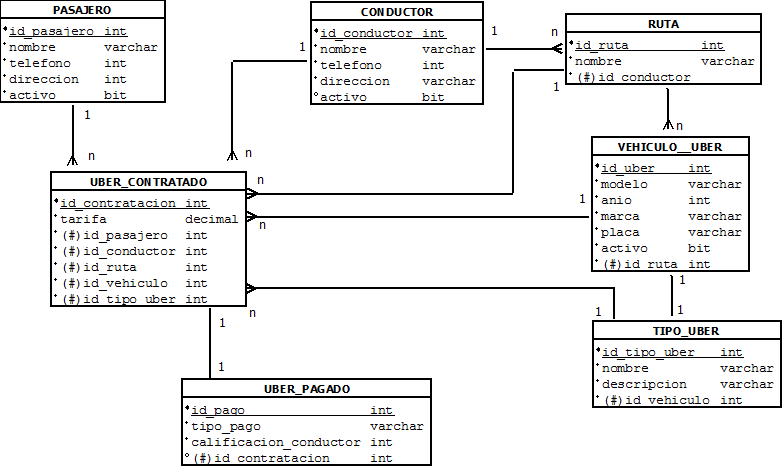 PASAJERO
*id_pasajero int
*nombre varchar
*telefono int
*direccion int
*activo bit
CONDUCTOR
*id_conductor int
*nombre varchar
*telefono int
*direccion varchar
°activo bit
RUTA
*id_ruta int
*nombre varchar
*(#)id_conductor
1
n
1
1
n
1
n
n
n
1
n
1
n
1
1
1
1
1
VEHICULO__UBER
*id_uber int
*modelo varchar
*anio int
*marca varchar
*placa varchar
*activo bit
*(#)id_ruta int
UBER_CONTRATADO
*id_contratacion int
*tarifa decimal
*(#)id_pasajero int
*(#)id_conductor int
*(#)id_ruta int
*(#)id_vehiculo int
*(#)id_tipo_uber int
TIPO_UBER
*id_tipo_uber int
*nombre varchar
*descripcion varchar
*(#)id_vehiculo int
UBER_PAGADO
*id_pago int
*tipo_pago varchar
*calificacion_conductor int
°(#)id_contratacion int